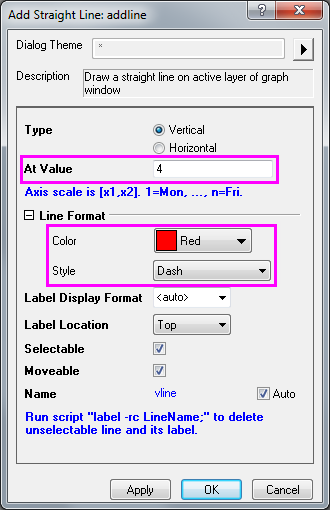 Add Straight Line: addline
?
X
Dialog Theme
*
Description
Draw a straight line on active layer of graph
window
Type
Vertical
Horizontal
At Value
4
Axis scale is [x1,x2]. 1=Mon, ..., n=Fri.
Line Format
Color
Red
Style
Dash
Label Display Format
<auto>
Label Location
Top
Selectable
Moveable
Name
vline
Auto
Run script "label -rc LineName;" to delete
unselectable line and its label.
Apply
OK
Cancel